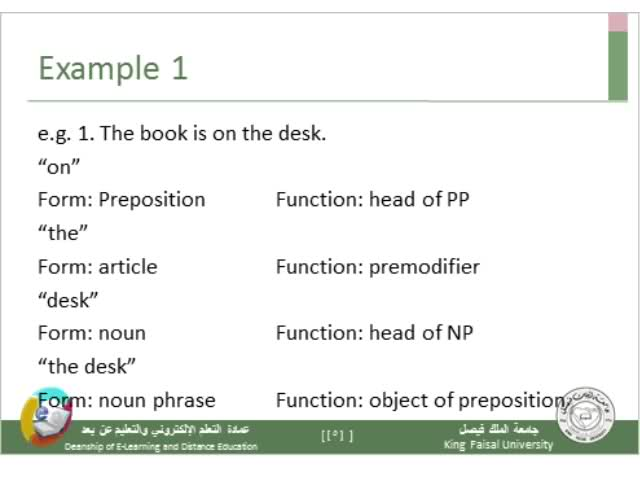 Example 1
e.g. 1. The book is on the desk.
“on”
Form: Preposition Function: head of PP
“the”
Form: article Function: premodifier
“desk”
Form: noun Function: head of NP
“the desk”
Form: noun phrase Function: object of preposition
عمادة التعلم الإلكتروني والتعليم عن بعد
Deanship of E-Learning and Distance Education
[[٥] ]
جامعة الملك فيصل
King Faisal University